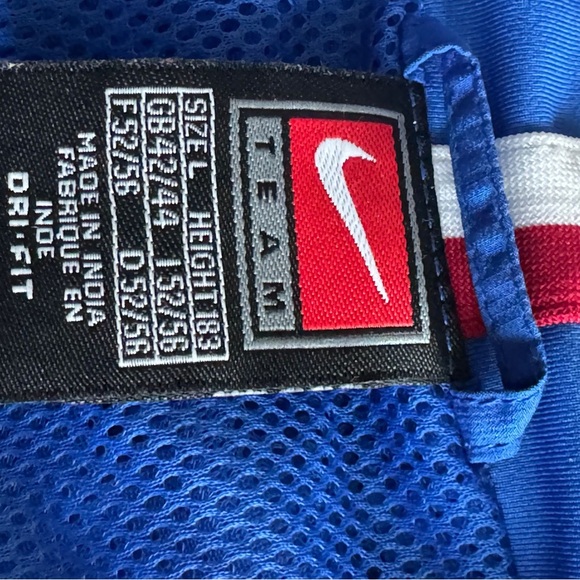 TEAM
SIZE L HEIGHT 183
GB 42/44 I 52/56
F 52/56 D 52/56
MADE IN INDIA
FABRIQUE EN
INDE
DRI-FIT